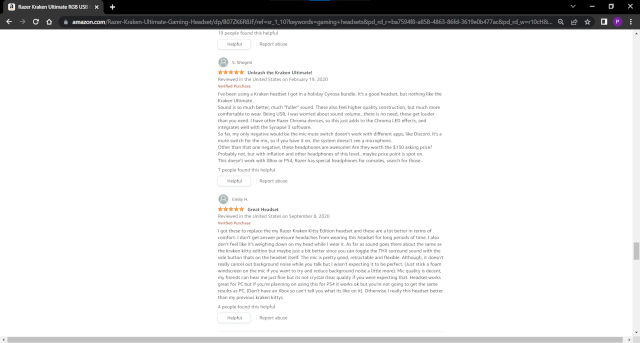 Razer Kraken Ultimate RGB USB
amazon.com/Razer-Kraken-Ultimate-Gaming-Headset/dp/
19 people found this helpful
Helpful
Report abuse
S. Shogmi
Unleash the Kraken Ultimate!
Reviewed in the United States on February 19, 2020
Verified Purchase
I've been using a Kraken headset I got in a holiday Cynosa bundle. It's a good headset, but nothing like the
Kraken Ultimate.
Sound is so much better, much "fuller" sound. These also feel higher quality construction, but much more
comfortable to wear. Being USB, I was worried about sound volume...there is no need, these get louder
than you need. I have other Razer Chroma devices, so this just adds to the Chroma LED effects, and
integrates well with the Synapse 3 software.
So far, my only negative would be the mic mute switch doesn't work with different apps, like Discord. It's a
mute switch for the mic, so if you have it on, the system doesn't see a microphone.
Other than that one negative, these headphones are awesome! Are they worth the $130 asking price?
Probably not, but with inflation and other headphones of this level...maybe price point is spot on.
This doesn't work with XBox or PS4, Razer has special headphones for consoles, search for those.
7 people found this helpful
Helpful
Report abuse
Emily H.
Great Headset
Reviewed in the United States on September 8, 2020
Verified Purchase
I got these to replace the my Razer Kraken Kitty Edition headset and these are a lot better in terms of
comfort. I don't get answer pressure headaches from wearing this headset for long periods of time. I also
don't feel like it's weighing down on my head while I wear it. As far as sound goes there about the same as
the kraken kitty edition but maybe just a bit better since you can toggle the THX surround sound with the
side button thats on the headset itself. The mic is pretty good, retractable and flexible. Although, it doesn't
really cancel out background noise while you talk but I wasn't expecting it to be perfect. (Just stick a foam
windscreen on the mic if you want to try and reduce background noise a little more). Mic quality is decent,
my friends can hear me just fine but its not crystal clear quality if you were expecting that. Headset works
great for PC but if you're planning on using this for PS4 it works ok but you're not going to get the same
results as PC. (Don't have an Xbox so can't tell you what its like on it). Otherwise I really this headset better
than my previous kraken kittys
4 people found this helpful
Helpful
Report abuse